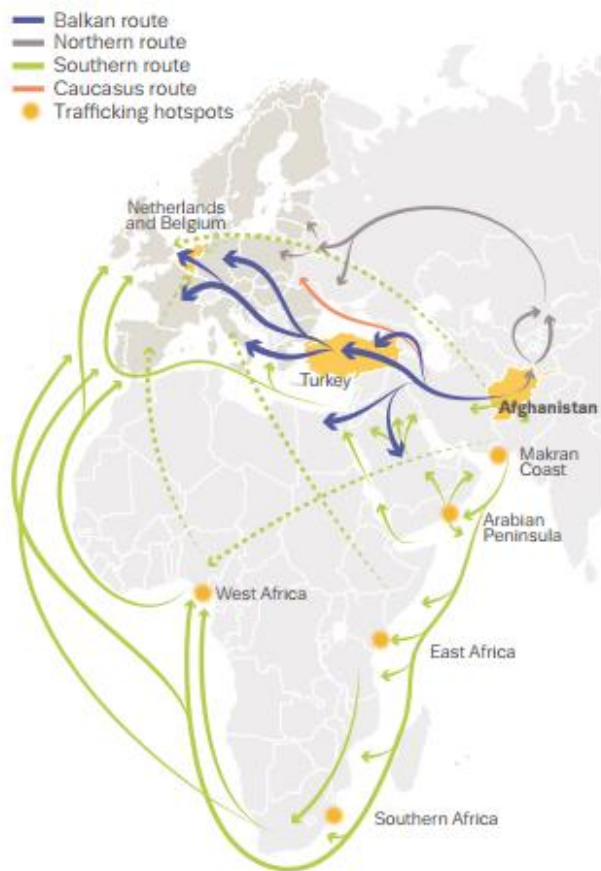 Balkan route
Northern route
Southern route
Caucasus route
Trafficking hotspots
Netherlands
and Belgium
Turkey
Afghanistan
Makran
Coast
Arabian
Peninsula
West Africa
East Africa
Southern Africa